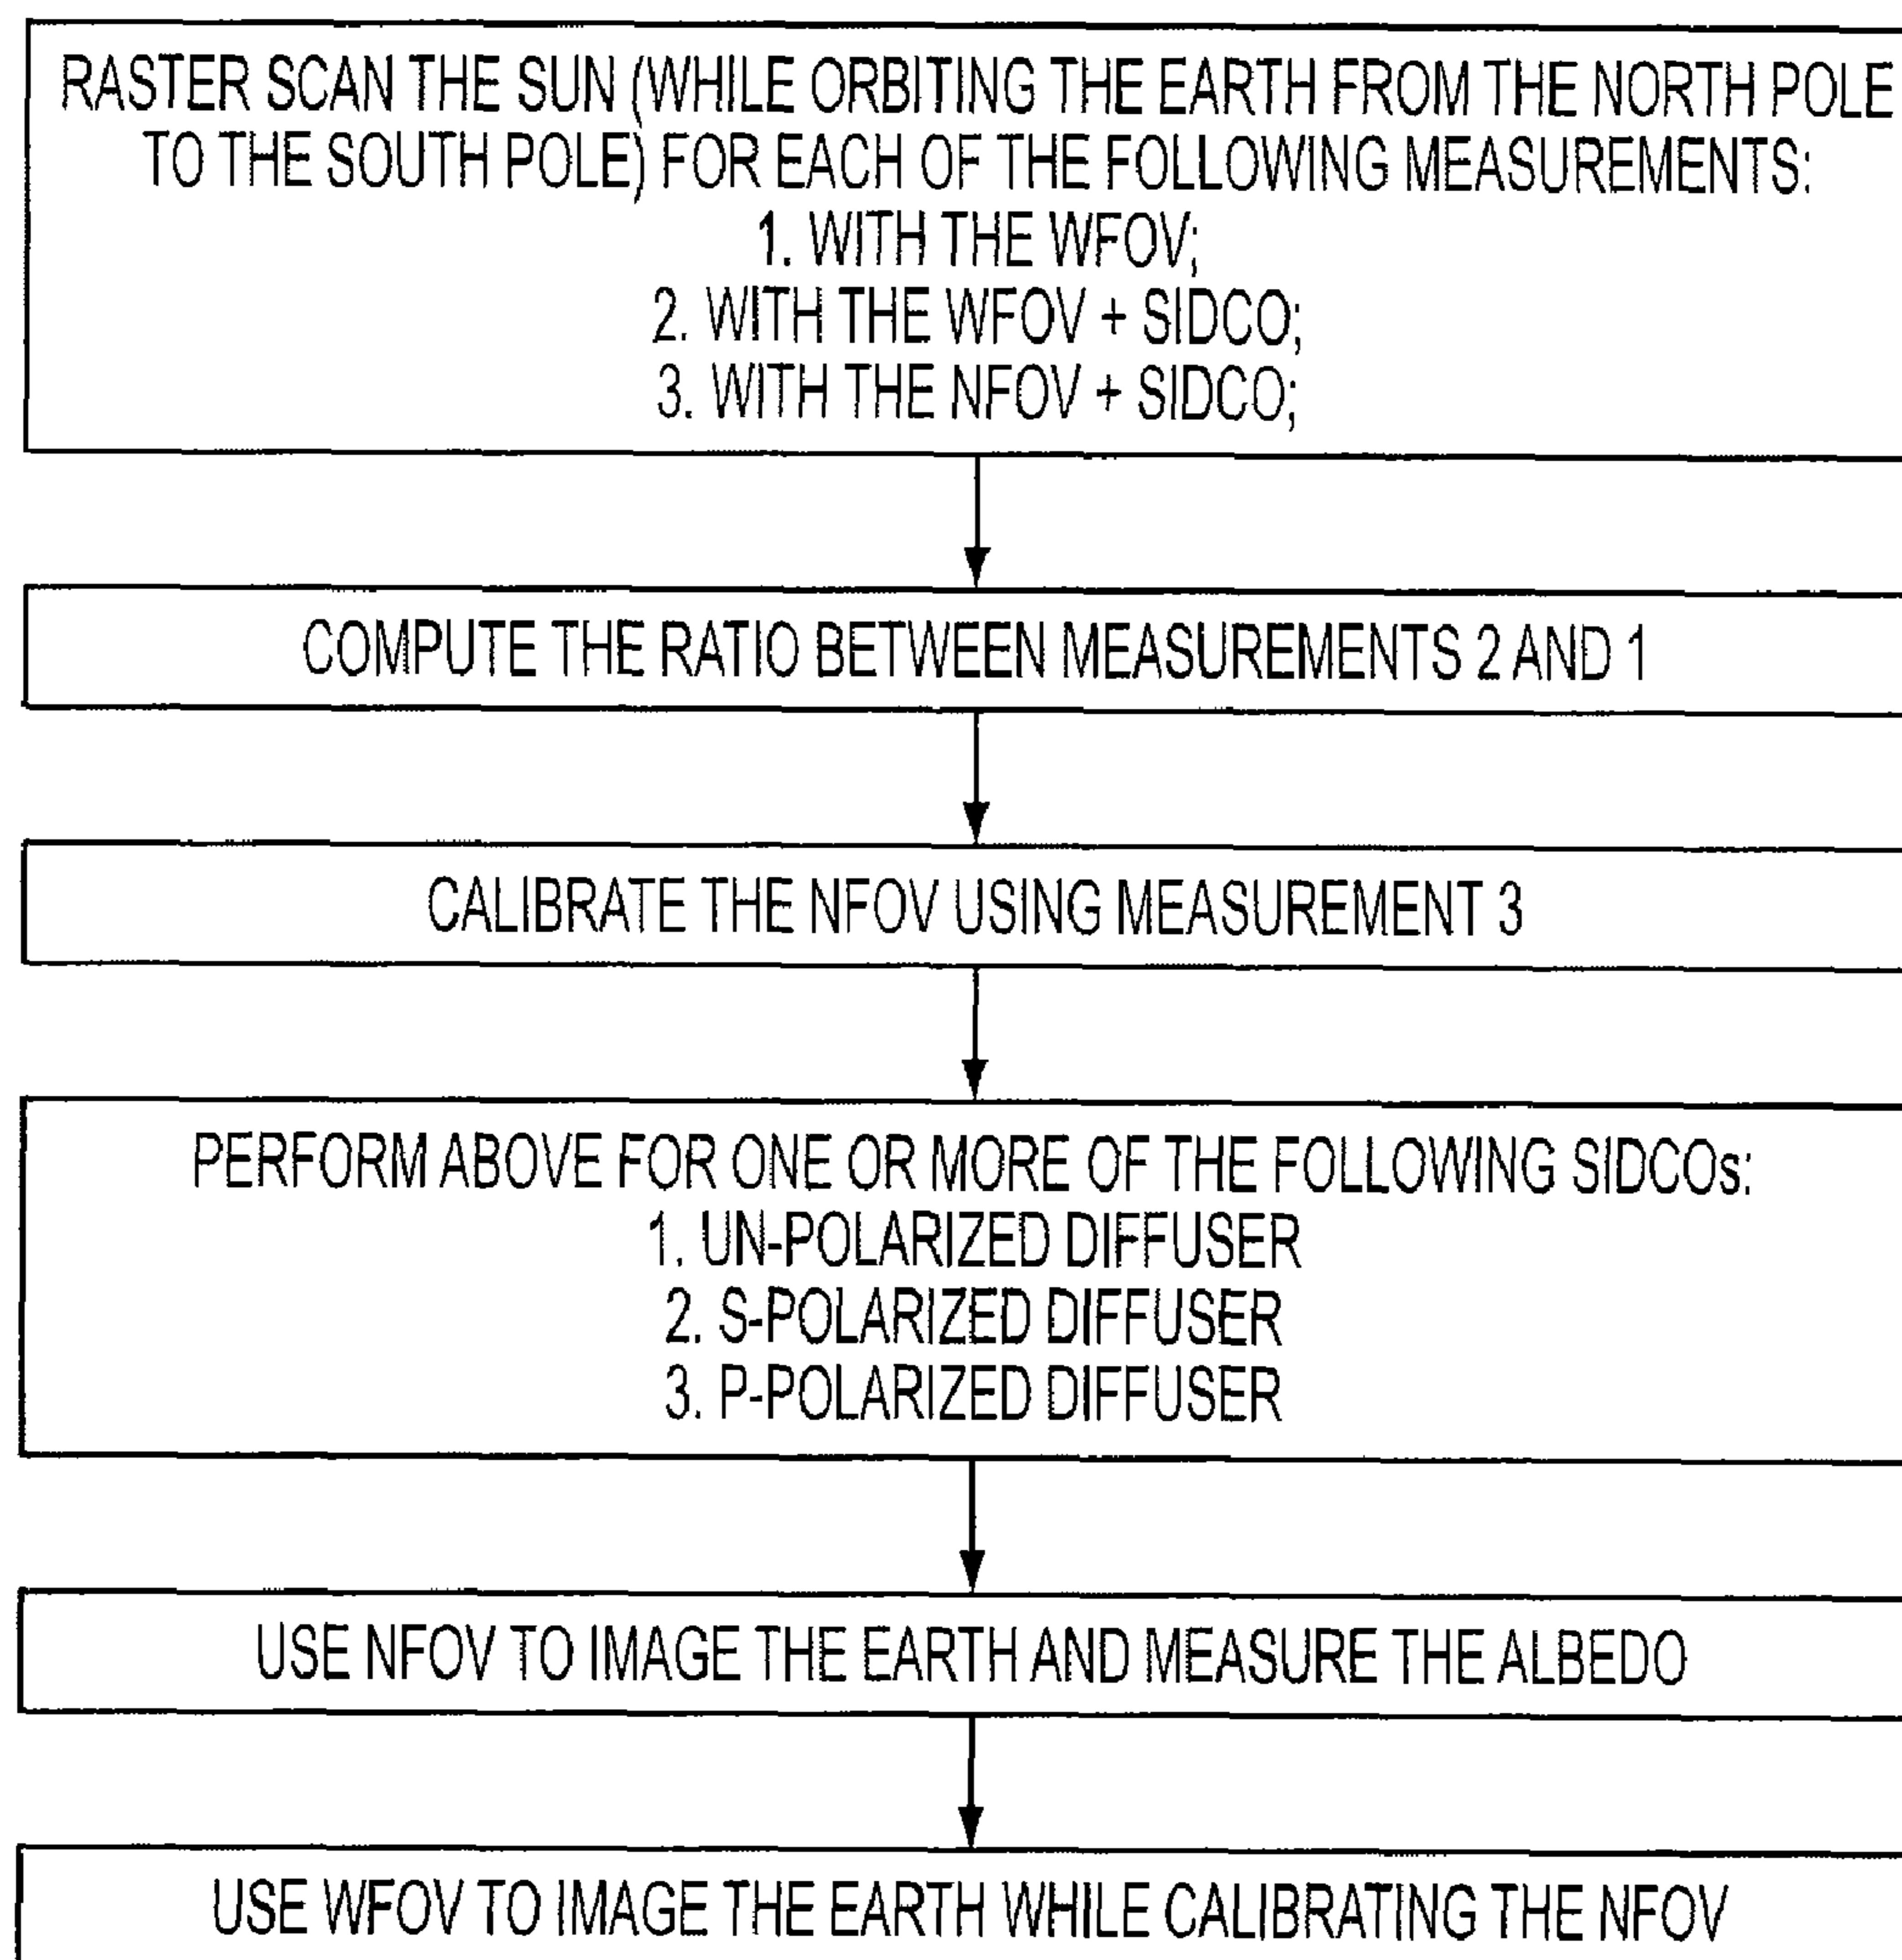 RASTER SCAN THE SUN (WHILE ORBITING THE EARTH FROM THE NORTH POLE
TO THE SOUTH POLE) FOR EACH OF THE FOLLOWING MEASUREMENTS:
1. WITH THE WFOV;
2. WITH THE WFOV + SIDCO;
3. WITH THE NFOV + SIDCO;
COMPUTE THE RATIO BETWEEN MEASUREMENTS 2 AND 1
CALIBRATE THE NFOV USING MEASUREMENT 3
PERFORM ABOVE FOR ONE OR MORE OF THE FOLLOWING SIDCOs:
1. UN-POLARIZED DIFFUSER
2. S-POLARIZED DIFFUSER
3. P-POLARIZED DIFFUSER
USE NFOV TO IMAGE THE EARTH AND MEASURE THE ALBEDO
USE WFOV TO IMAGE THE EARTH WHILE CALIBRATING THE NFOV